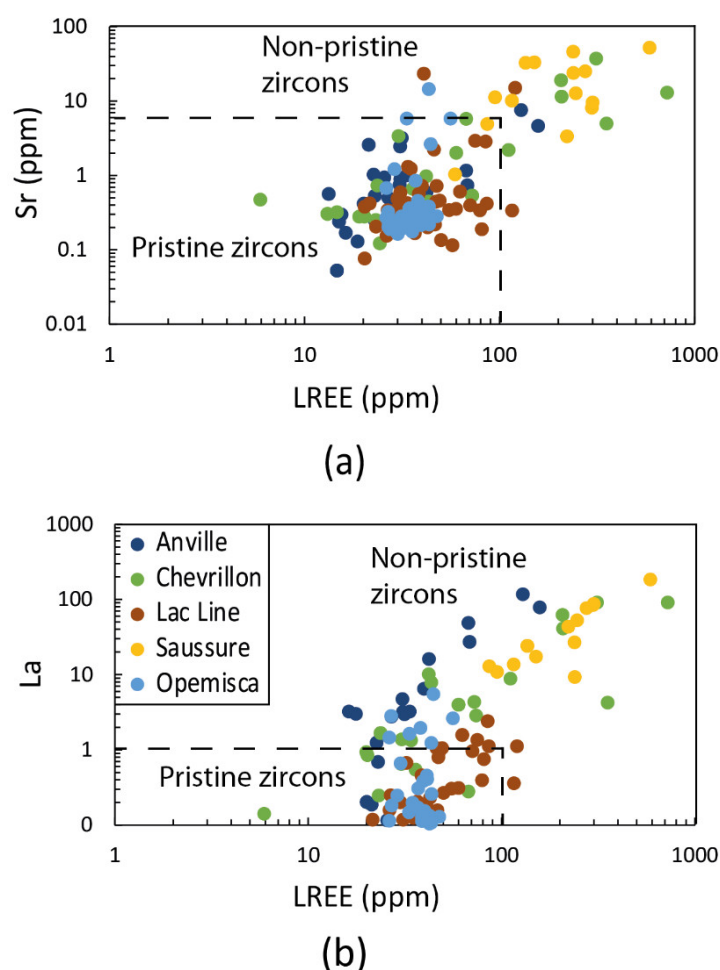 100
10
1
0.1
0.01
Sr (ppm)
Non-pristine
zircons
Pristine zircons
1
10
100
1000
LREE (ppm)
(a)
1000
100
10
1
0
La
Anville
Chevrillon
Lac Line
Saussure
Opemisca
Non-pristine
zircons
Pristine zircons
1
10
100
1000
LREE (ppm)
(b)